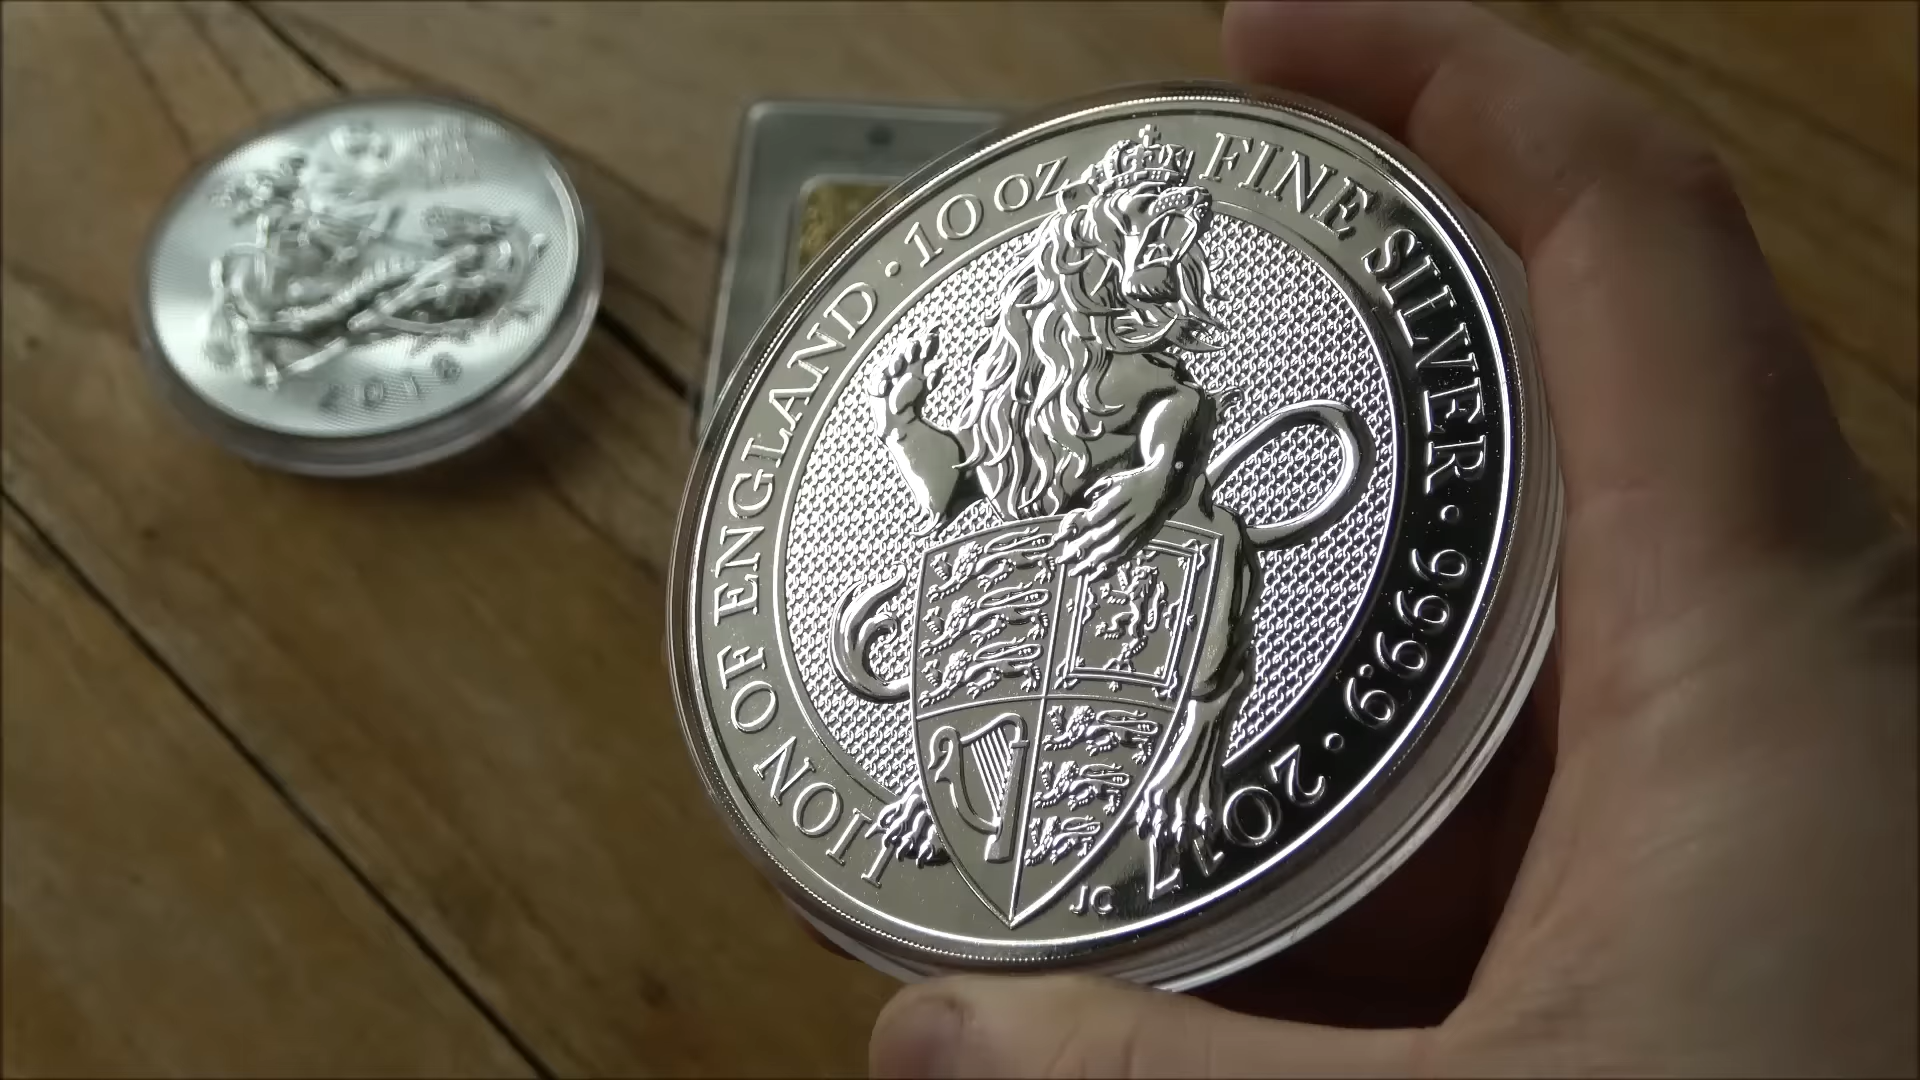 LION OF ENGLAND · 10 OZ FINE SILVER · 999.9 · 2017
JC
2018